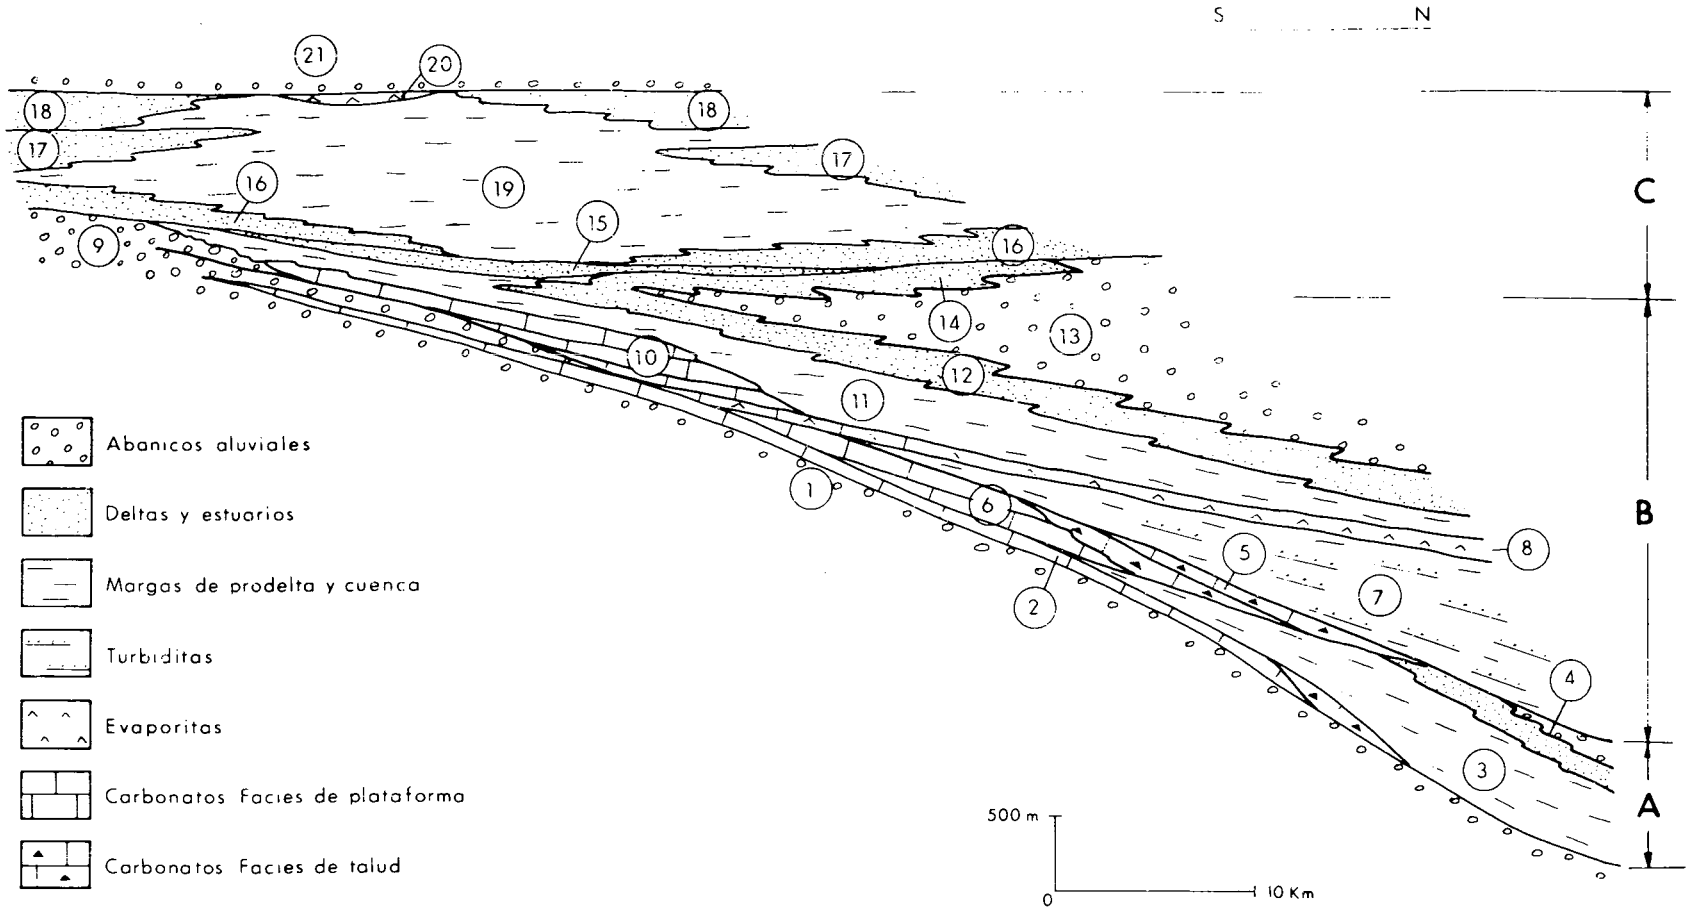 S N
21
20
18
18
17
17
16
19
15
9
16
14
13
10
12
11
C
Abanicos aluviales
1
6
Deltas y estuarios
B
5
8
Margas de prodelta y cuenca
2
7
Turbiditas
4
Evaporitas
3
Carbonatos Facies de plataforma
A
500 m
Carbonatos Facies de talud
0
10 Km